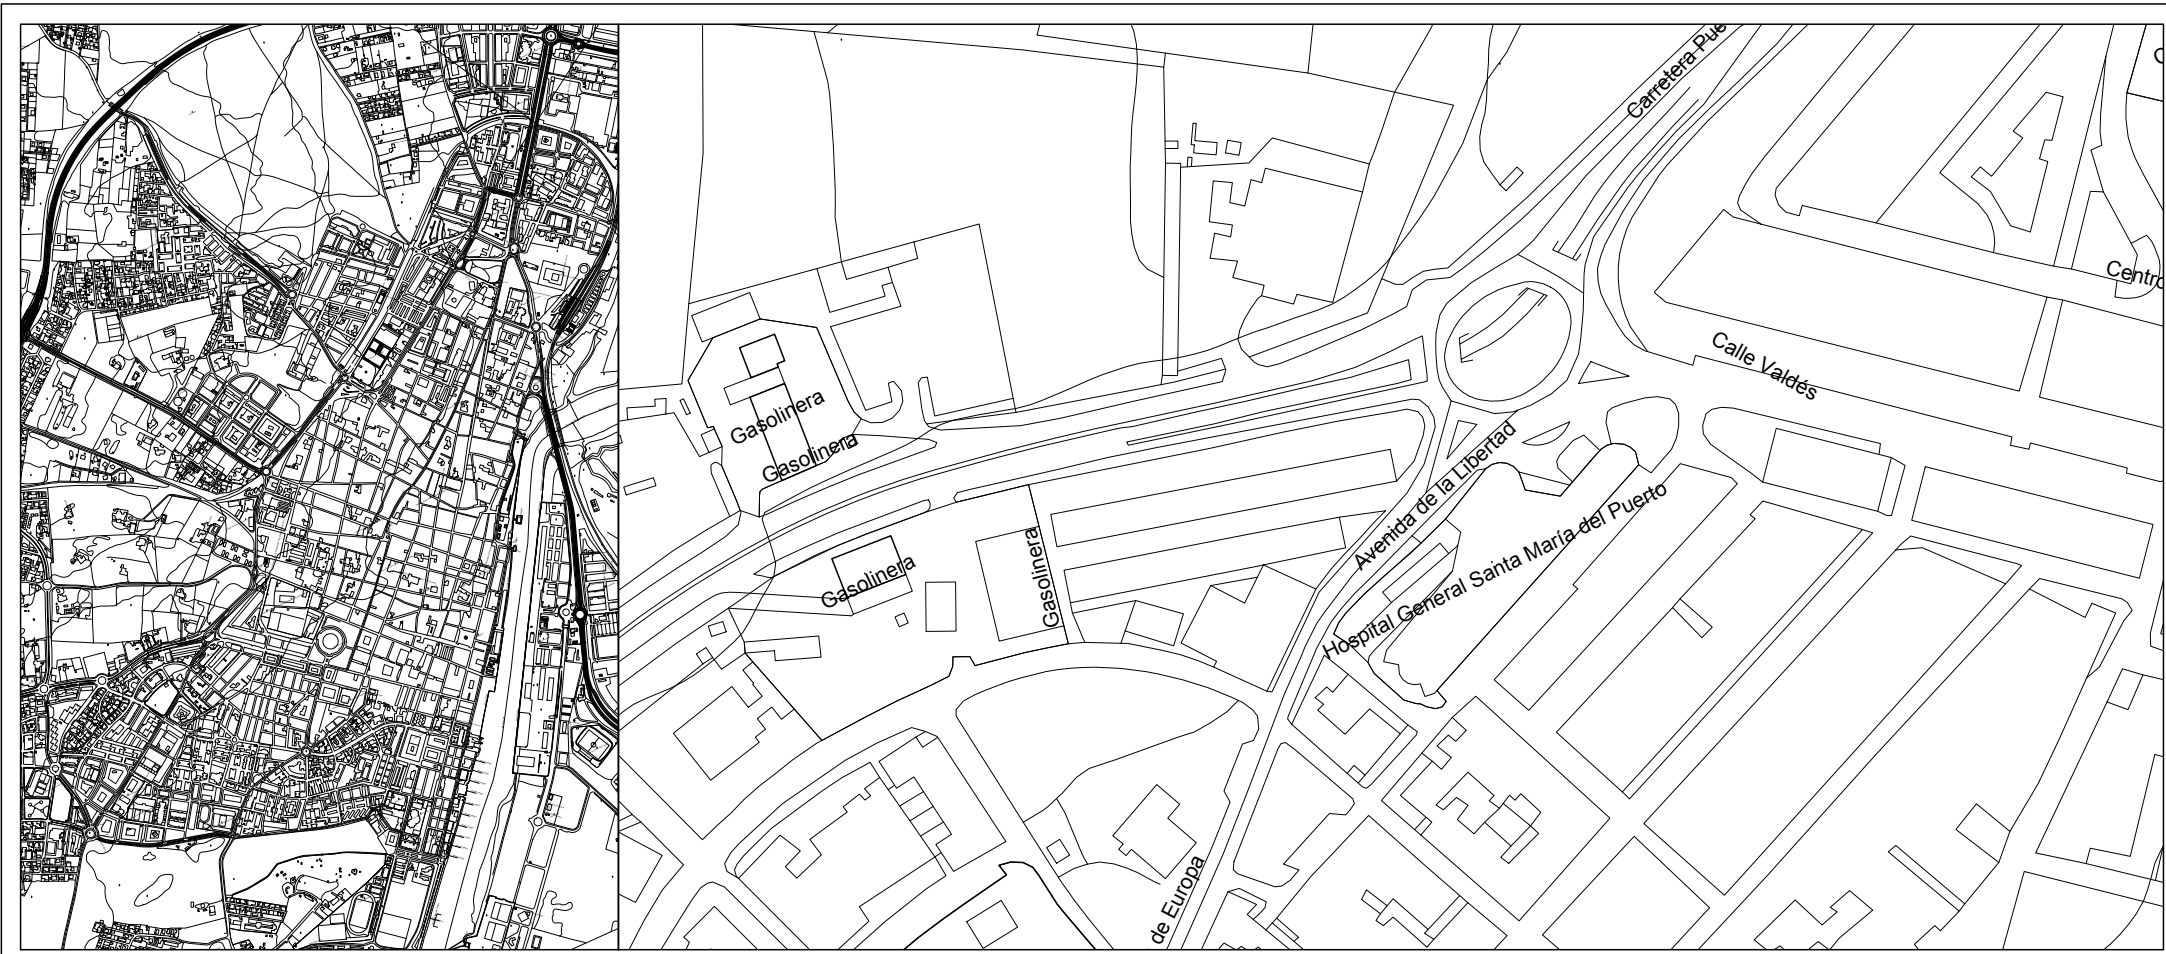 Carretera Pue
Centro
Calle Valdés
Gasolinera
Gasolinera
Avenida de la Libertad
Hospital General Santa María del Puerto
Gasolinera
Gasolinera
de Europa